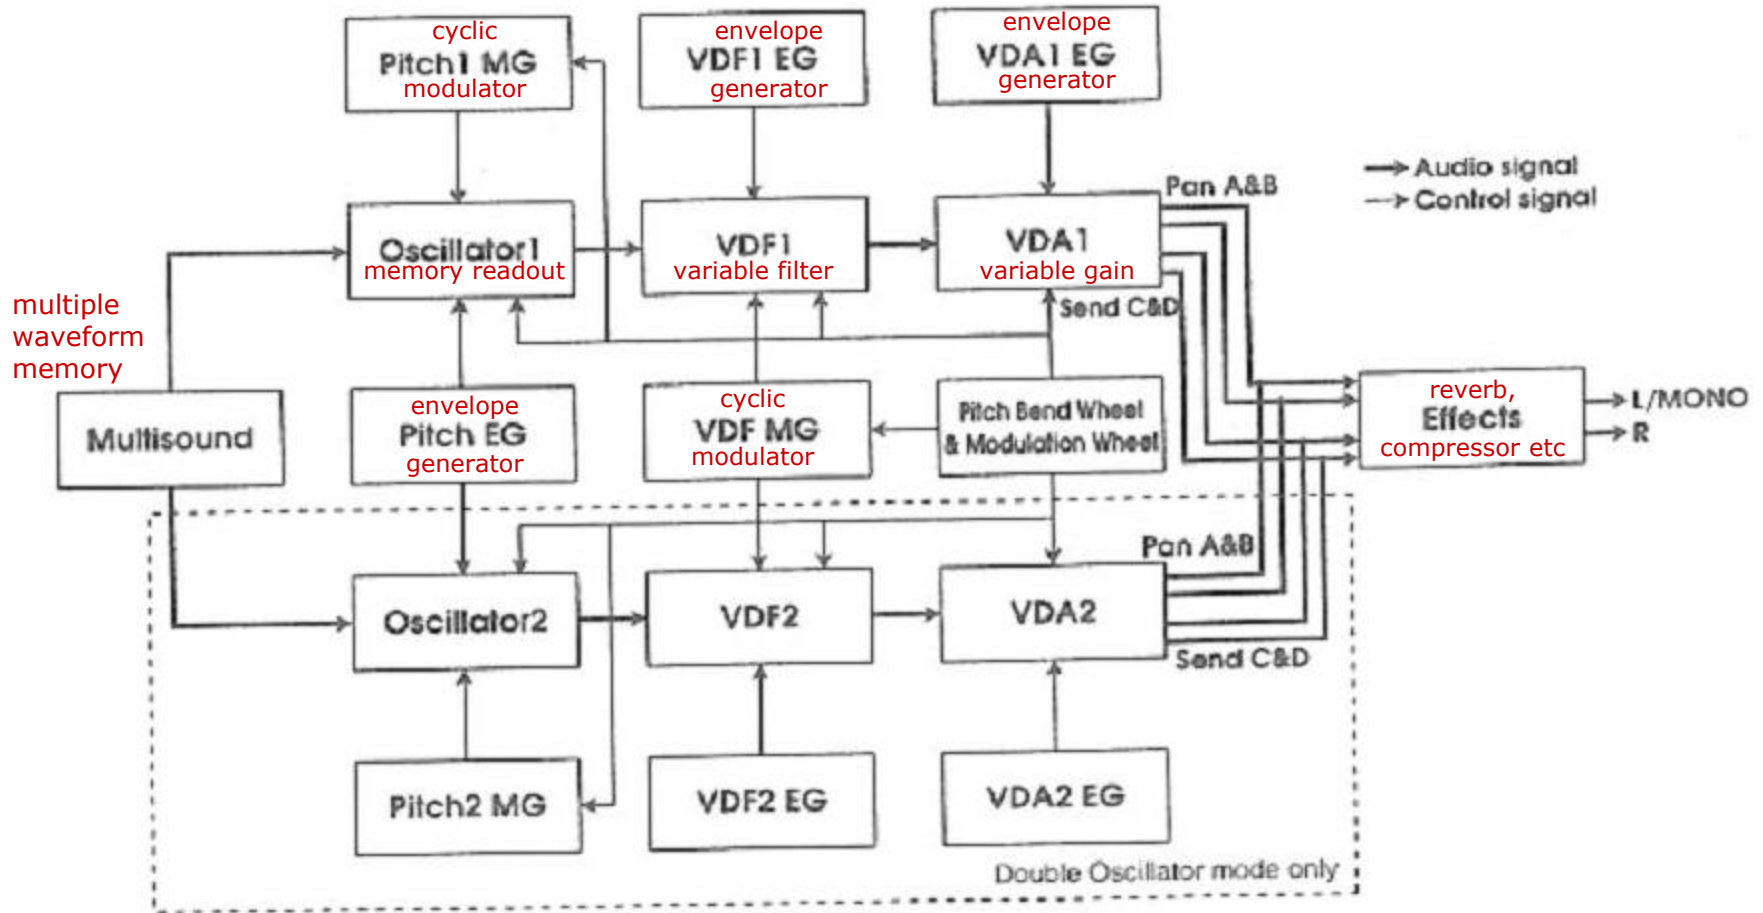 cyclic
Pitch1 MG
modulator
envelope
VDF1 EG
generator
envelope
VDA1 EG
generator
Audio signal
Control signal
Pan A&B
Oscillator1
memory readout
VDF1
variable filter
VDA1
variable gain
Send C&D
multiple
waveform
memory
Multisound
envelope
Pitch EG
generator
cyclic
VDF MG
modulator
Pitch Bend Wheel
& Modulation Wheel
reverb,
Effects
compressor etc
L/MONO
R
Pan A&B
Oscillator2
VDF2
VDA2
Send C&D
Pitch2 MG
VDF2 EG
VDA2 EG
Double Oscillator mode only